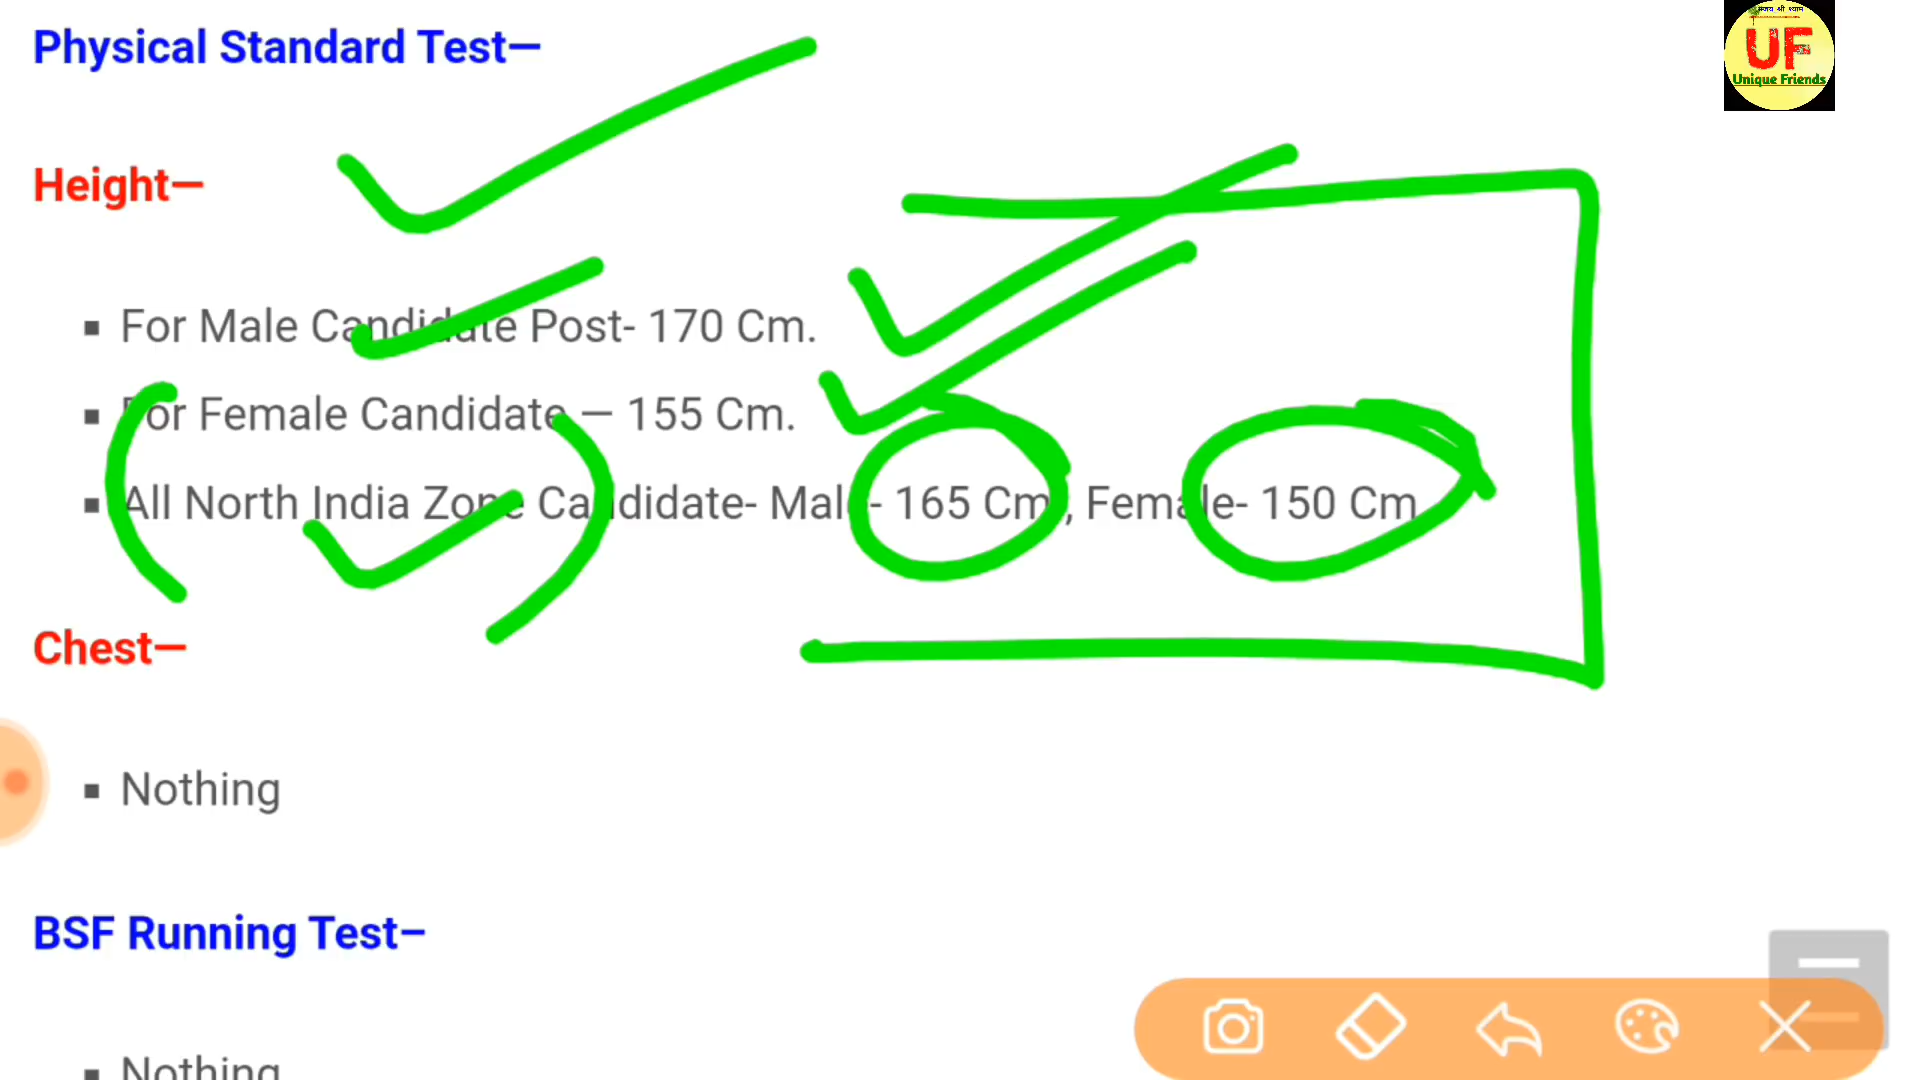 Physical Standard Test—
जय श्री श्याम
UF
Unique Friends
Height—
For Male Candidate Post- 170 Cm.
For Female Candidate — 155 Cm.
All North India Zone Candidate- Male- 165 Cm, Female- 150 Cm
Chest—
Nothing
BSF Running Test–
Nothing